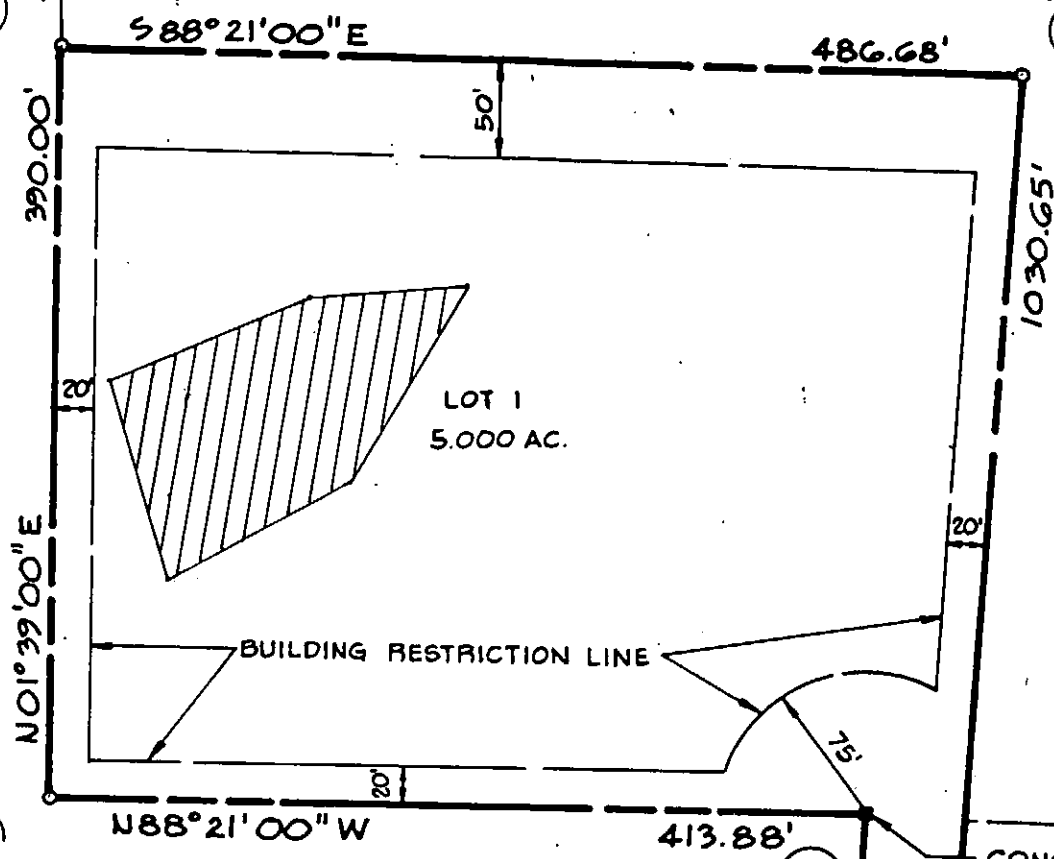 S88°21'00"E
486.68'
50'
390.00'
1030.65'
20'
LOT 1
5.000 AC.
20'
N01°39'00"E
BUILDING RESTRICTION LINE
75'
20'
N88°21'00"W
413.88'
CONC